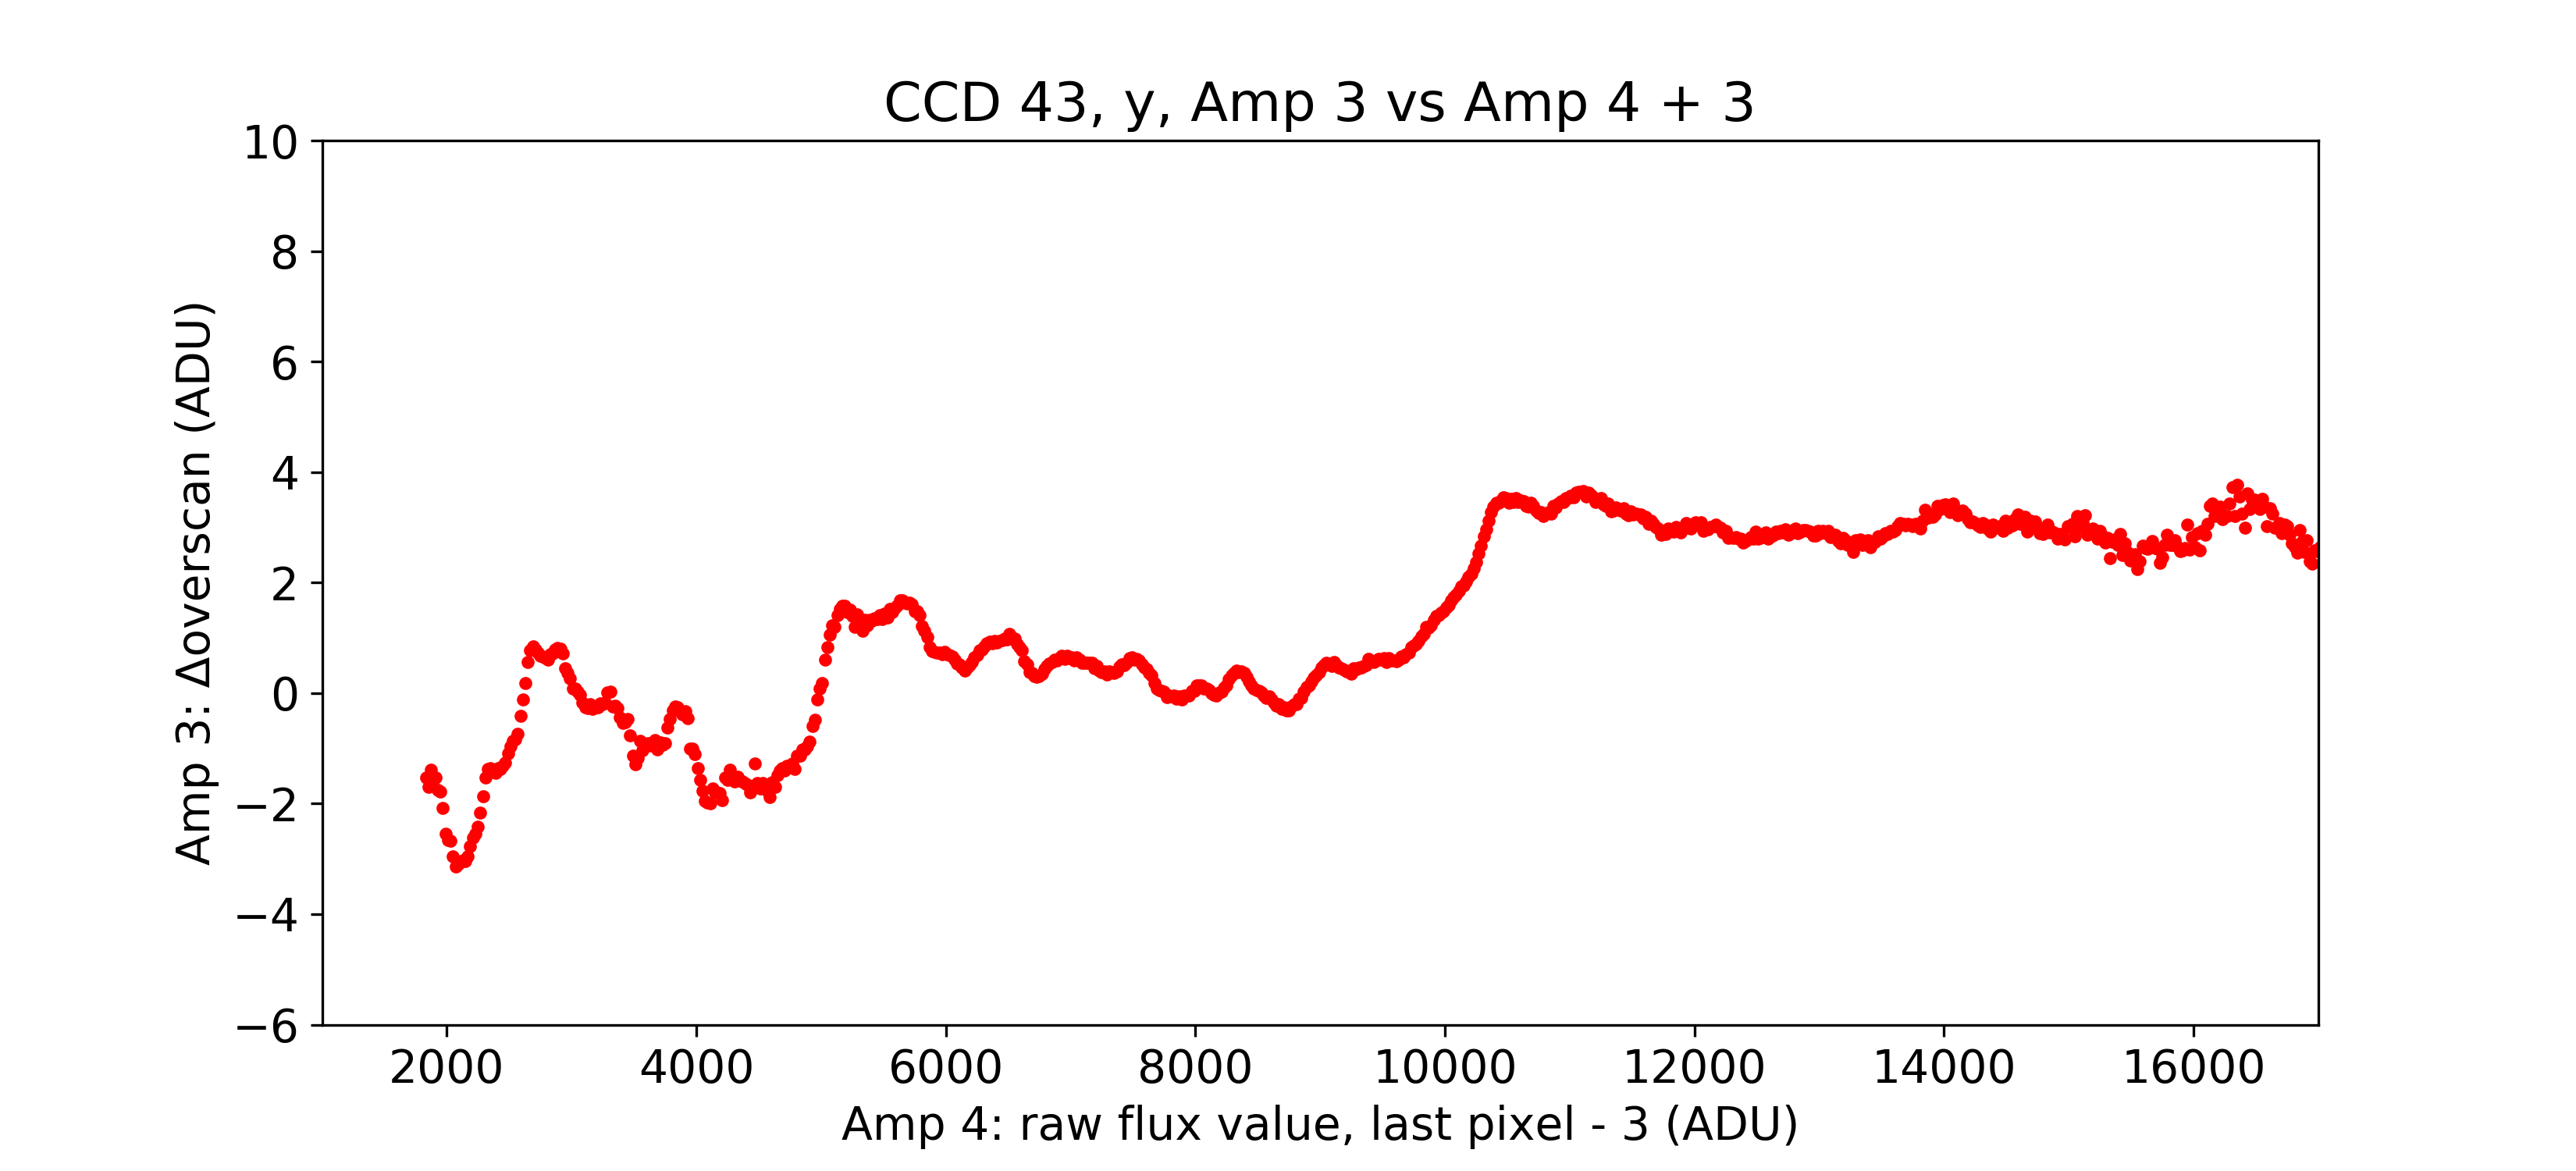 CCD 43, y, Amp 3 vs Amp 4 + 3
10
8
6
4
2
0
−2
−4
−6
Amp 3: Δoverscan (ADU)
2000 4000 6000 8000 10000 12000 14000 16000
Amp 4: raw flux value, last pixel - 3 (ADU)